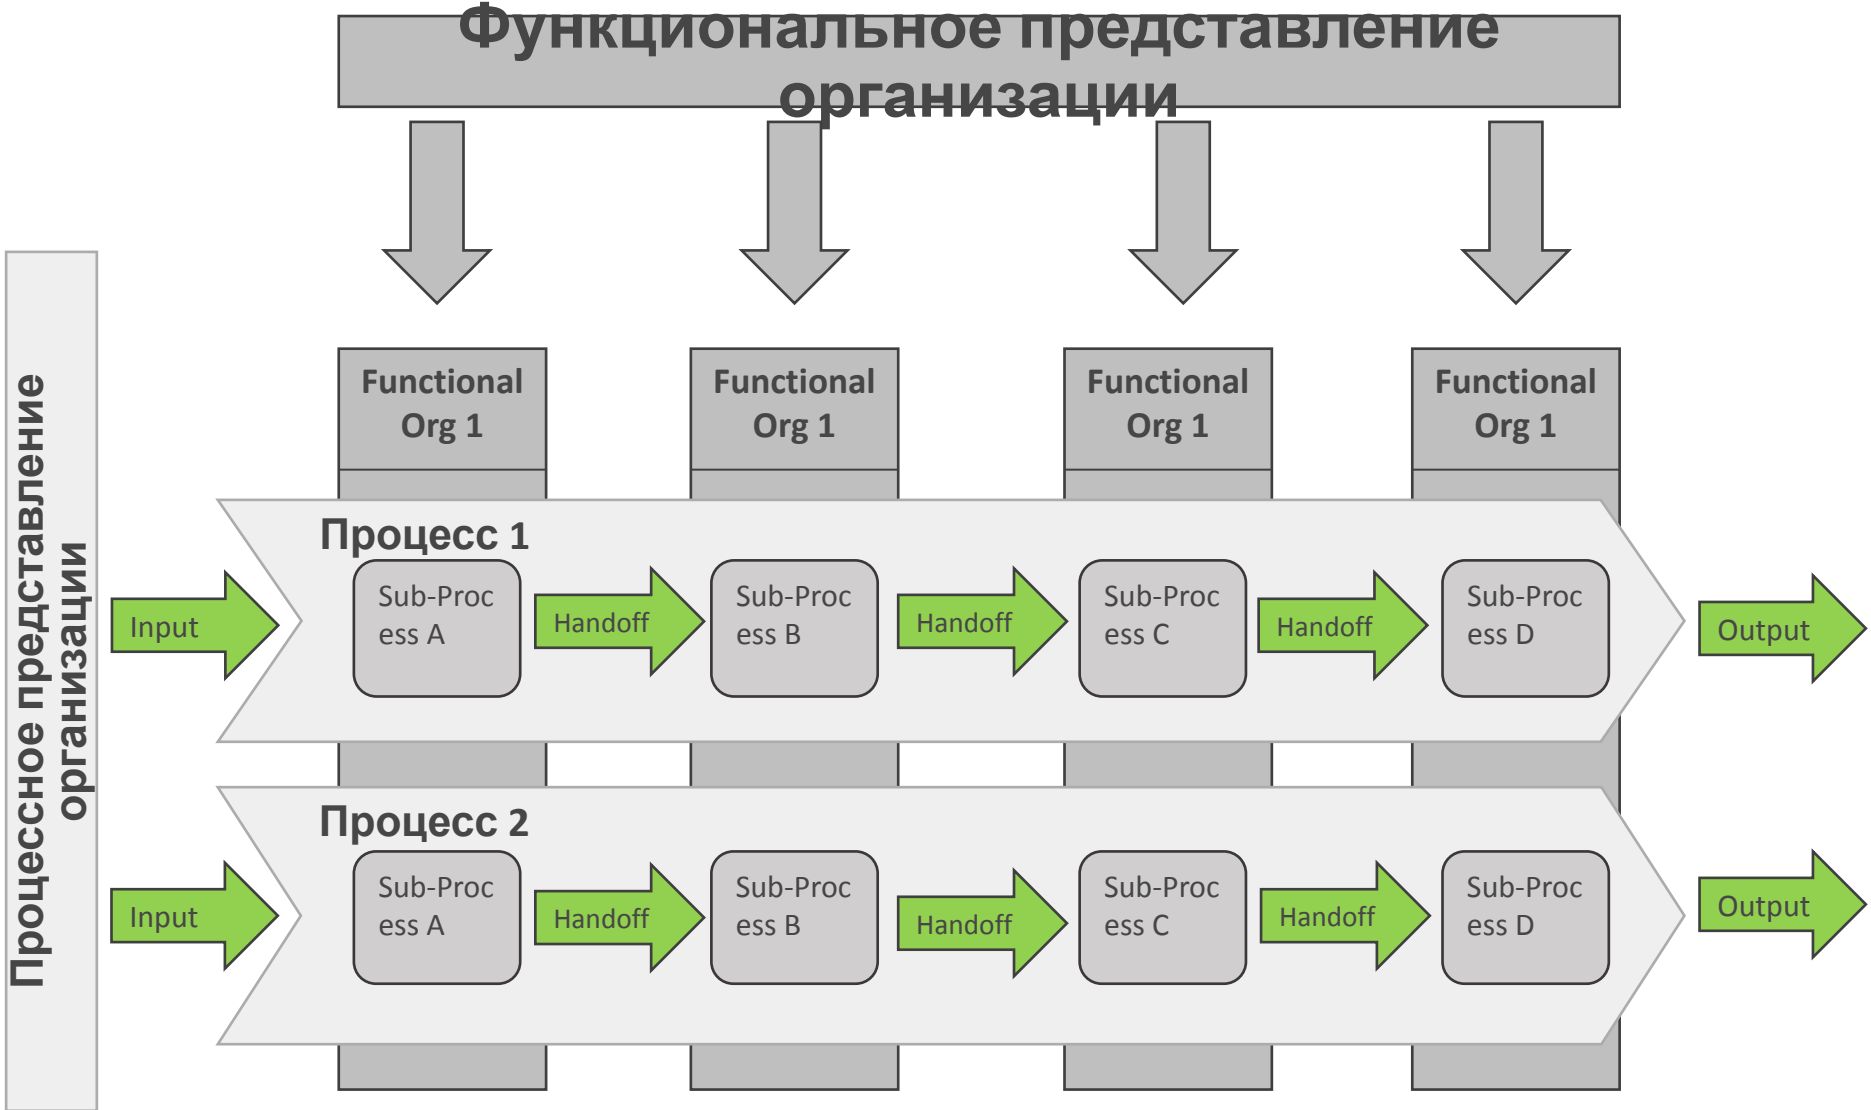 Функциональное представление
организации
Процессное представление
организации
Functional
Org 1
Functional
Org 1
Functional
Org 1
Functional
Org 1
Процесс 1
Input
Sub-Proc
ess A
Handoff
Sub-Proc
ess B
Handoff
Sub-Proc
ess C
Handoff
Sub-Proc
ess D
Output
Процесс 2
Input
Sub-Proc
ess A
Handoff
Sub-Proc
ess B
Handoff
Sub-Proc
ess C
Handoff
Sub-Proc
ess D
Output